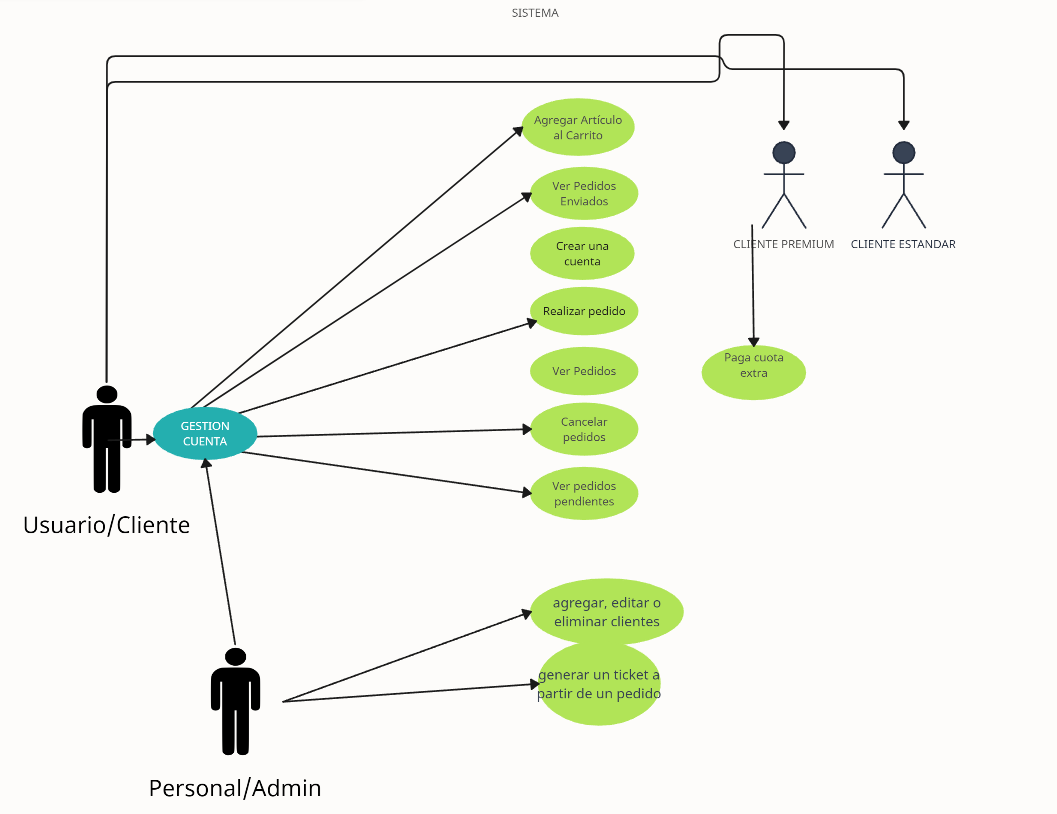 SISTEMA
Agregar Artículo
al Carrito
Ver Pedidos
Enviados
Crear una
cuenta
CLIENTE PREMIUM
CLIENTE ESTANDAR
Realizar pedido
Paga cuota
extra
Ver Pedidos
GESTION
CUENTA
Cancelar
pedidos
Ver pedidos
pendientes
Usuario/Cliente
agregar, editar o
eliminar clientes
generar un ticket a
partir de un pedido
Personal/Admin